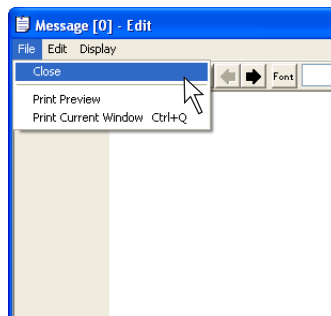 Message [0] - Edit
File Edit Display
Close
Font
Print Preview
Print Current Window Ctrl+Q